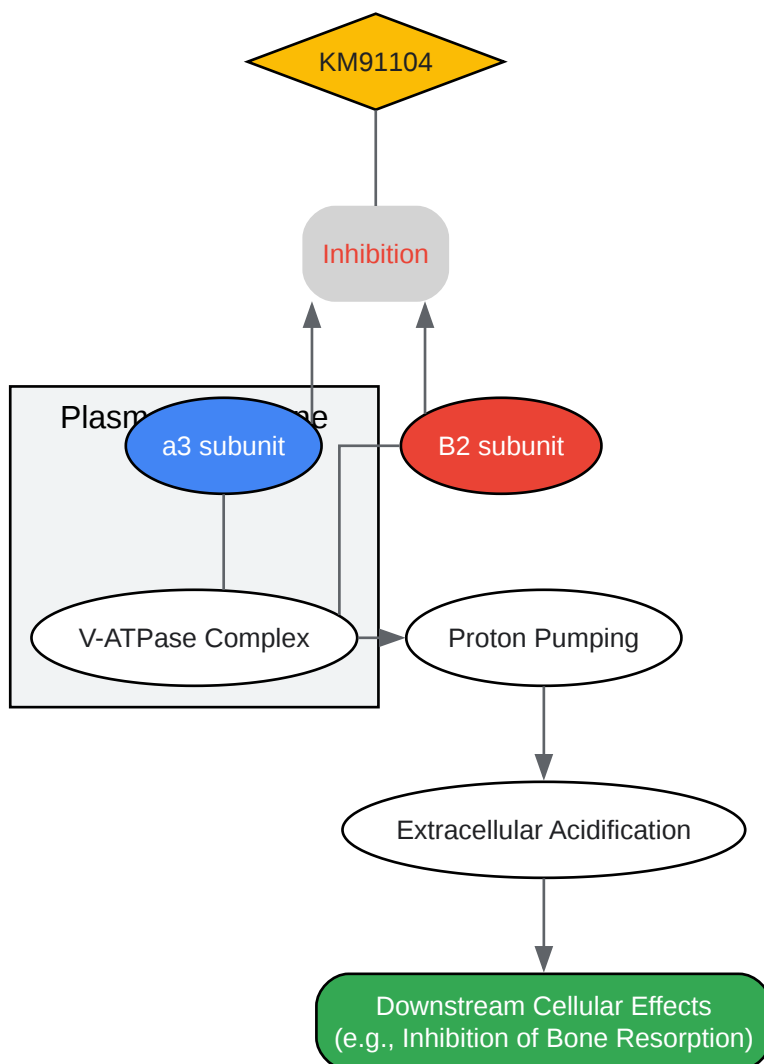 KM91104
Inhibition
a3 subunit
B2 subunit
V-ATPase Complex
Proton Pumping
Extracellular Acidification
Downstream Cellular Effects
(e.g., Inhibition of Bone Resorption)